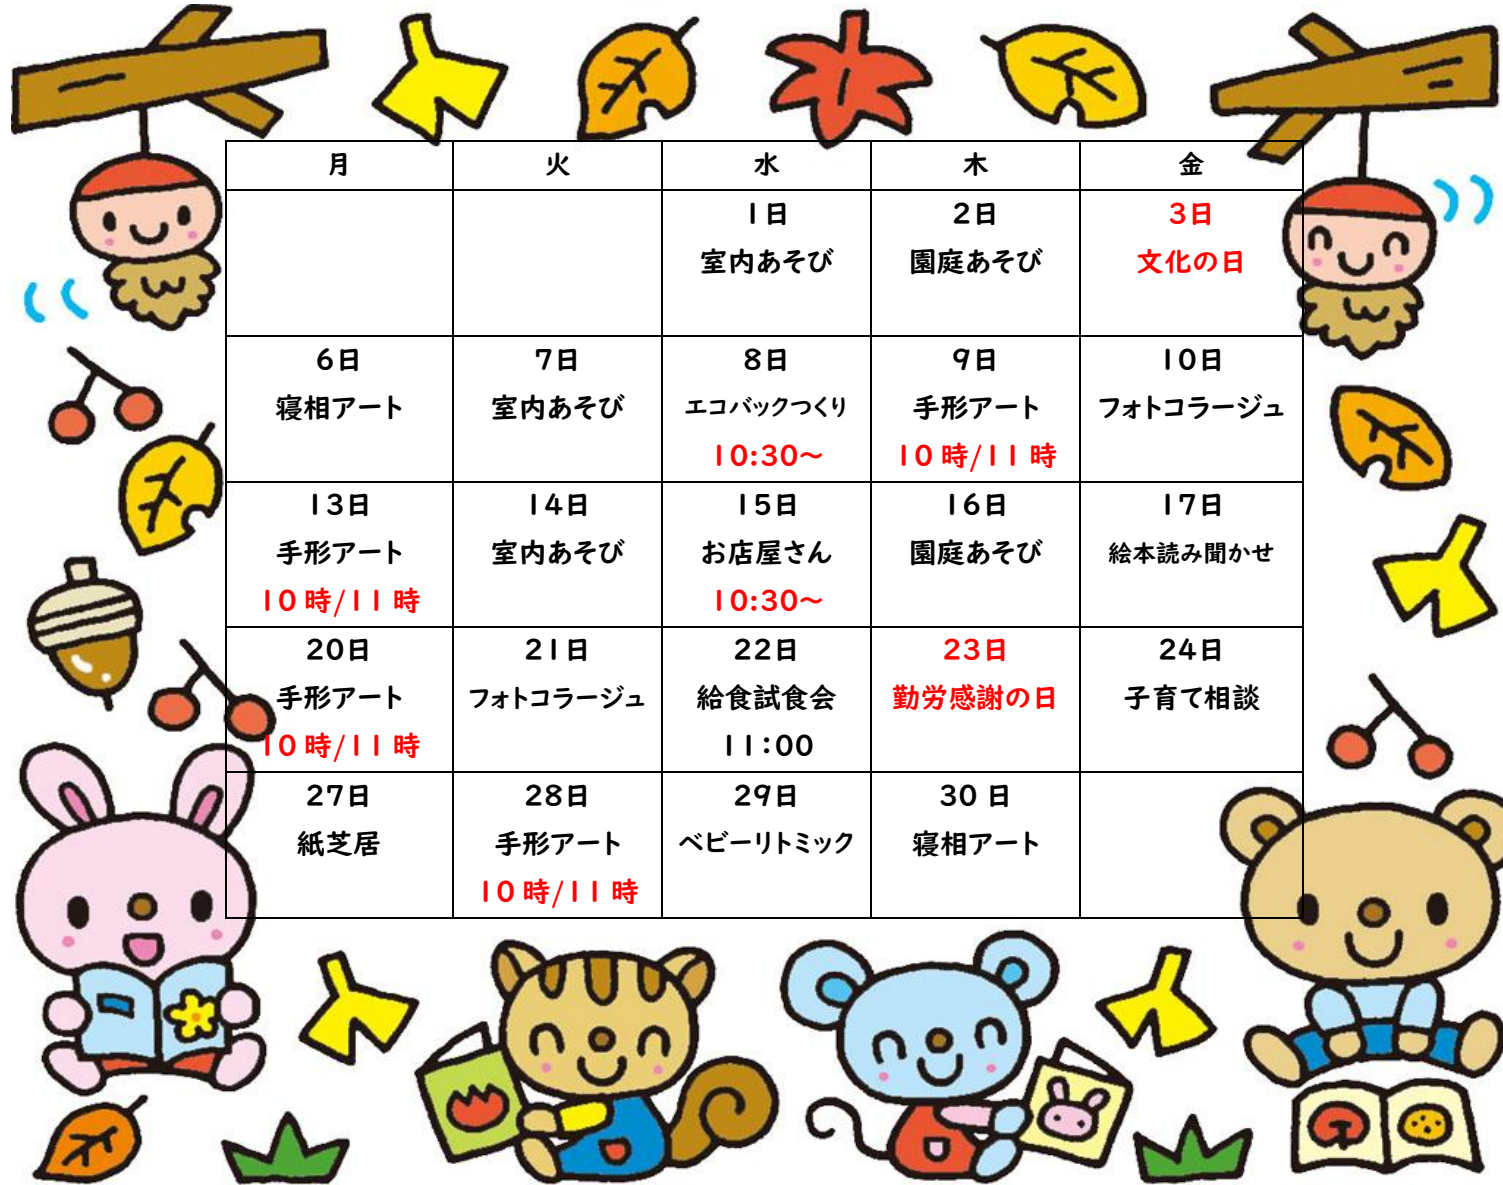 月 火 水 木 金
1日 2日 3日
室内あそび 園庭あそび 文化の日
6日 7日 8日 9日 10日
寝相アート 室内あそび エコバックつくり 手形アート フォトコラージュ
10:30～ 10時/11時
13日 14日 15日 16日 17日
手形アート 室内あそび お店屋さん 園庭あそび 絵本読み聞かせ
10時/11時 10:30～
20日 21日 22日 23日 24日
手形アート フォトコラージュ 給食試食会 勤労感謝の日 子育て相談
10時/11時 11：00
27日 28日 29日 30日
紙芝居 手形アート ベビーリトミック 寝相アート
10時/11時